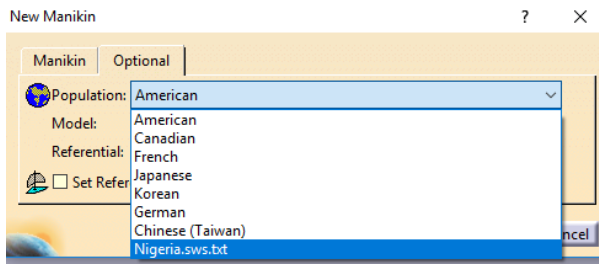 New Manikin ? ×
Manikin Optional
Population: American
Model: American
Canadian
Referential: French
Japanese
Set Refer
Korean
German
Chinese (Taiwan)
ncel
Nigeria.sws.txt